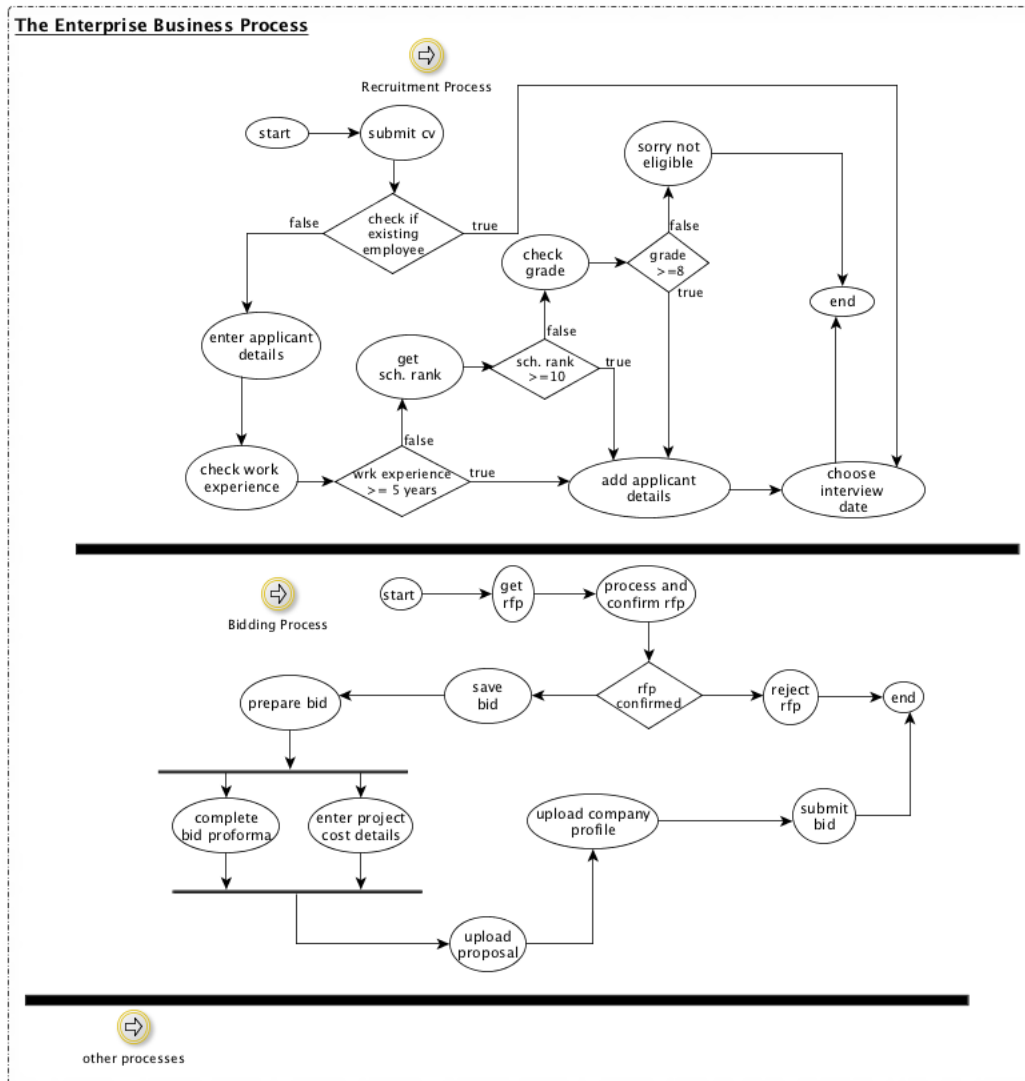 The Enterprise Business Process
Recruitment Process
start
submit cv
sorry not
eligible
false
check if
existing
employee
true
false
check
grade
grade
>=8
true
end
enter applicant
details
get
sch. rank
false
sch. rank
>=10
true
false
check work
experience
wrk experience
>= 5 years
true
add applicant
details
choose
interview
date
Bidding Process
start
get
rfp
process and
confirm rfp
prepare bid
save
bid
rfp
confirmed
reject
rfp
end
complete
bid proforma
enter project
cost details
upload company
profile
submit
bid
upload
proposal
other processes